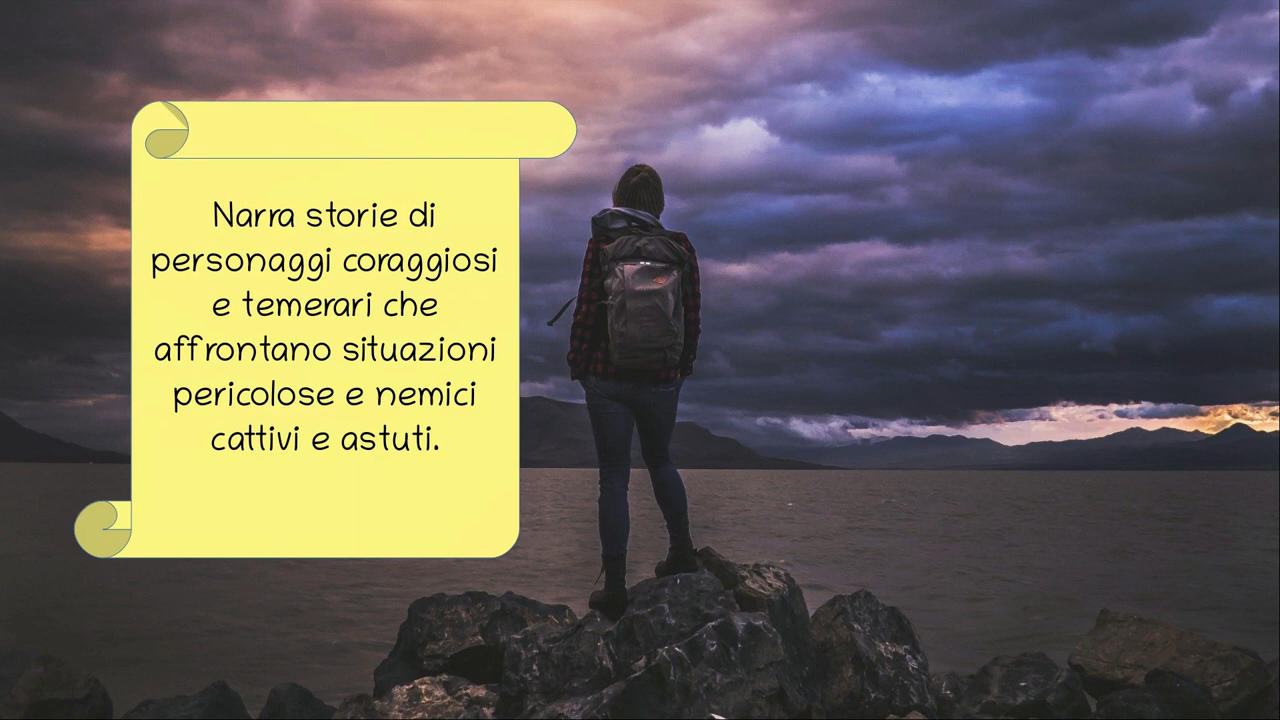 Narra storie di
personaggi coraggiosi
e temerari che
affrontano situazioni
pericolose e nemici
cattivi e astuti.